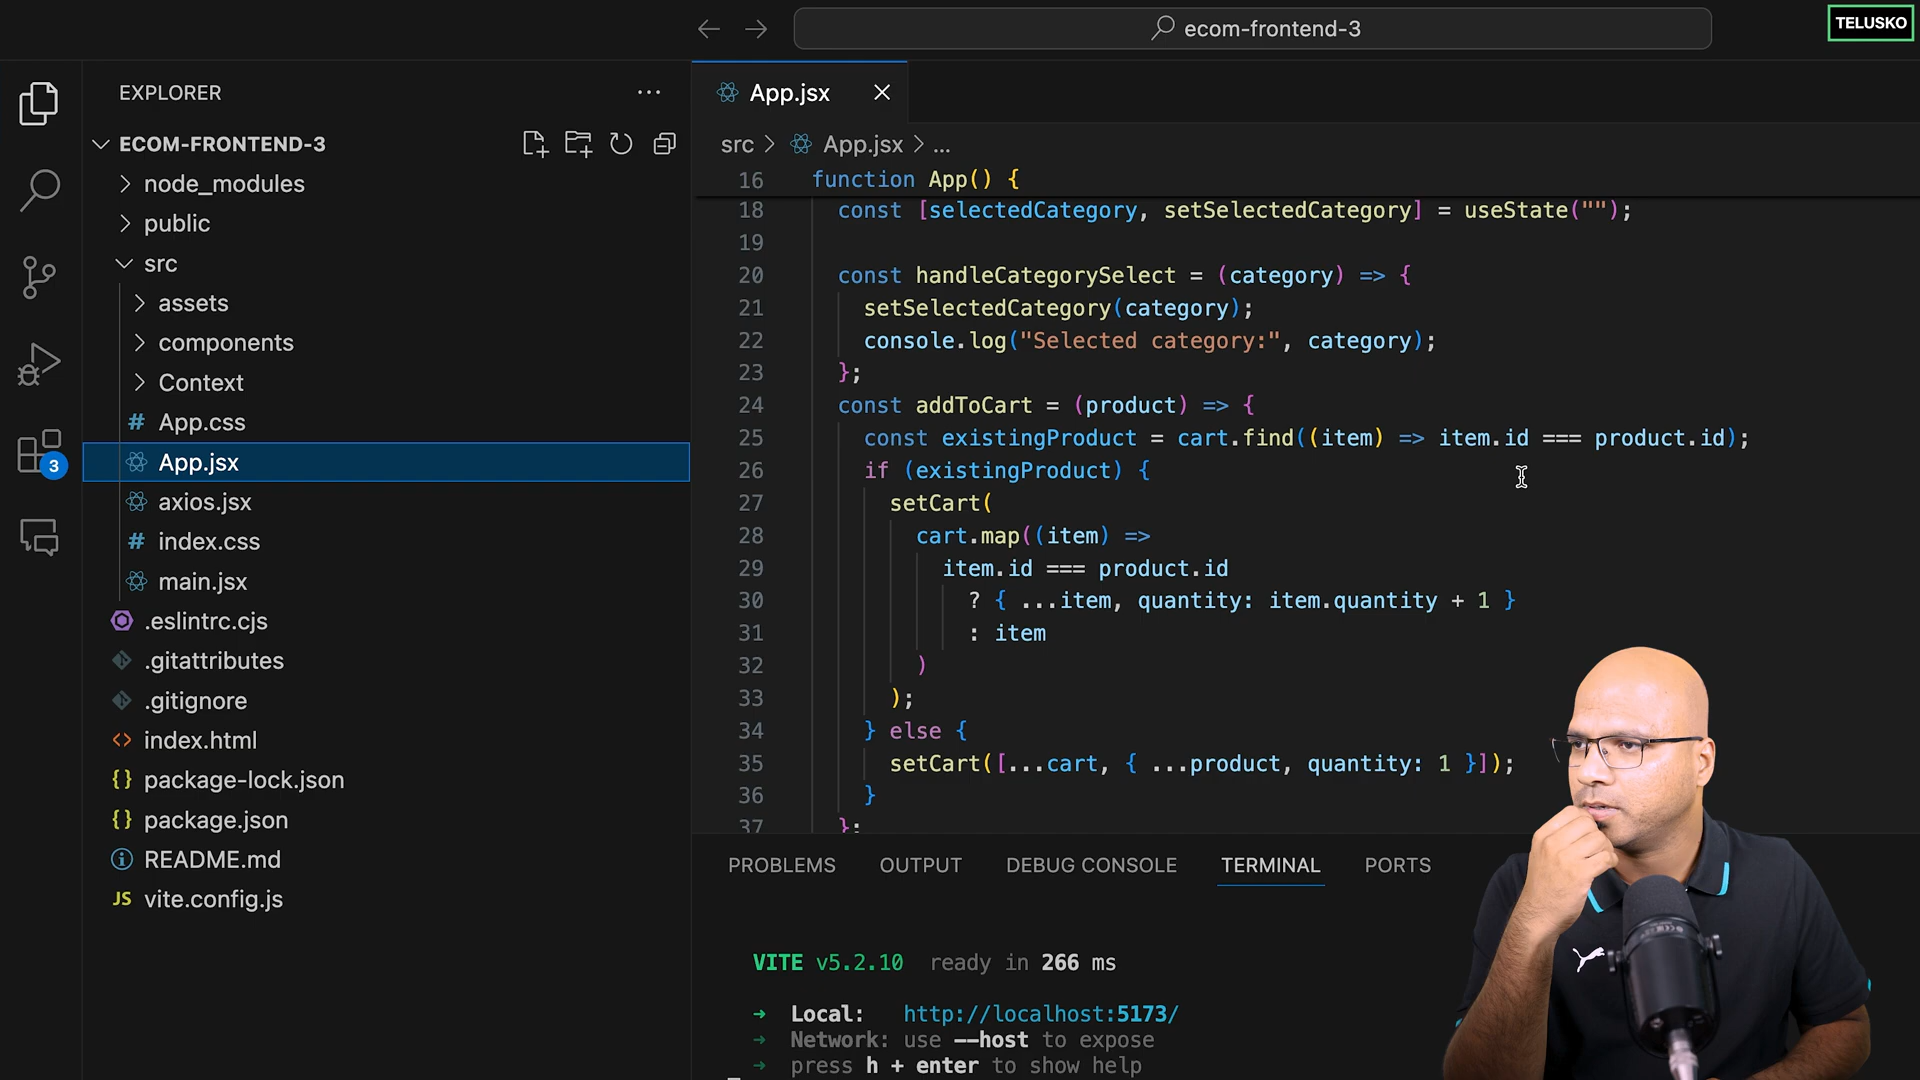 ecom-frontend-3
TELUSKO
EXPLORER
ECOM-FRONTEND-3
node_modules
public
src
assets
components
Context
App.css
App.jsx
axios.jsx
index.css
main.jsx
.eslintrc.cjs
.gitattributes
.gitignore
index.html
package-lock.json
package.json
README.md
vite.config.js
3
App.jsx
src > App.jsx > ...
16 function App() {
18 const [selectedCategory, setSelectedCategory] = useState("");
19
20 const handleCategorySelect = (category) => {
21 setSelectedCategory(category);
22 console.log("Selected category:", category);
23 };
24 const addToCart = (product) => {
25 const existingProduct = cart.find((item) => item.id === product.id);
26 if (existingProduct) {
27 setCart(
28 cart.map((item) =>
29 item.id === product.id
30 ? { ...item, quantity: item.quantity + 1 }
31 : item
32 )
33 );
34 } else {
35 setCart([...cart, { ...product, quantity: 1 }]);
36 }
37 };
PROBLEMS OUTPUT DEBUG CONSOLE TERMINAL PORTS
VITE v5.2.10 ready in 266 ms
➜ Local: http://localhost:5173/
➜ Network: use --host to expose
➜ press h + enter to show help